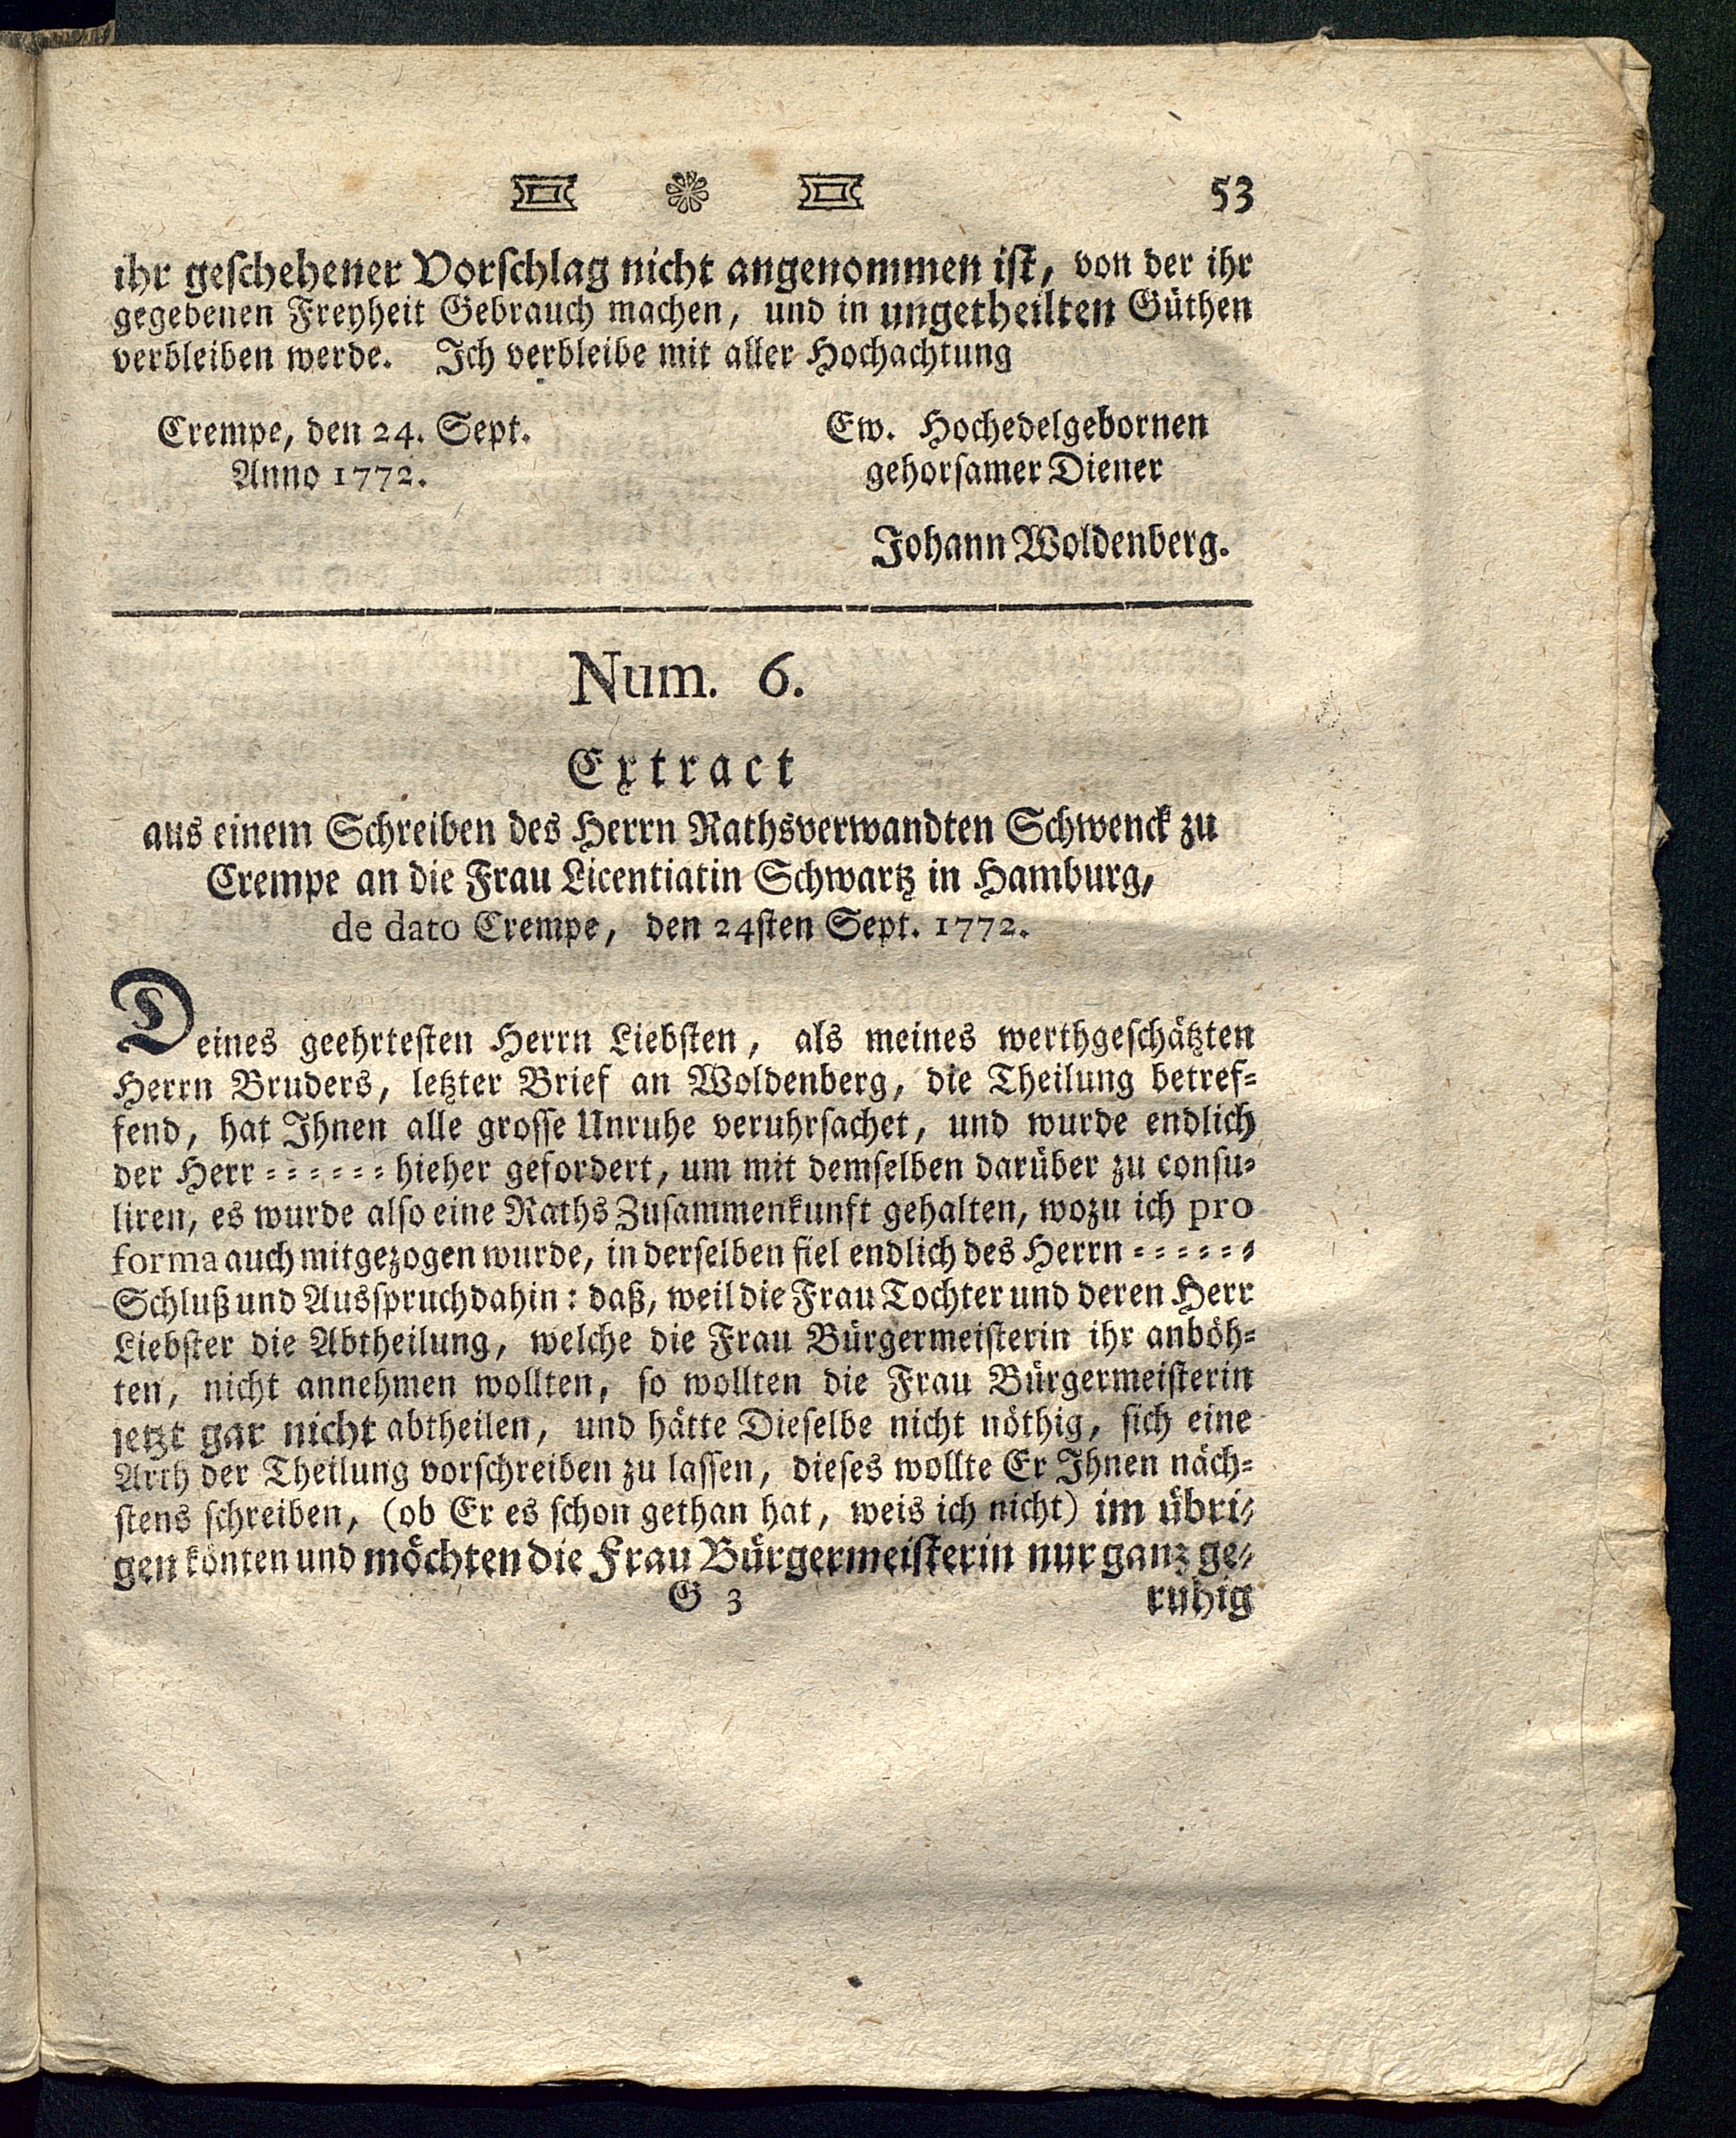 53
ihr geschehener Vorschlag nicht angenommen ist, von der ihr
gegebenen Freyheit Gebrauch machen, und in ungetheilten Güthen
verbleiben werde. Ich verbleibe mit aller Hochachtung
Crempe, den 24. Sept.
Anno 1772.
Ew. Hochedelgebornen
gehorsamer Diener
Johann Woldenberg.
Num. 6.
Extract
aus einem Schreiben des Herrn Rathsverwandten Schwenck zu
Crempe an die Frau Licentiatin Schwartz in Hamburg,
de dato Crempe, den 24sten Sept. 1772.
Deines geehrtesten Herrn Liebsten, als meines werthgeschätzten
Herrn Bruders, letzter Brief an Woldenberg, die Theilung betref=
fend, hat Ihnen alle grosse Unruhe veruhrsachet, und wurde endlich
der Herr = = = = = = hieher gefordert, um mit demselben darüber zu consu=
liren, es wurde also eine Raths Zusammenkunft gehalten, wozu ich pro
forma auch mitgezogen wurde, in derselben fiel endlich des Herrn = = = = = =
Schluß und Ausspruch dahin: daß, weil die Frau Tochter und deren Herr
Liebster die Abtheilung, welche die Frau Bürgermeisterin ihr anböh=
ten, nicht annehmen wollten, so wollten die Frau Bürgermeisterin
jetzt gar nicht abtheilen, und hätte Dieselbe nicht nöthig, sich eine
Arth der Theilung vorschreiben zu lassen, dieses wollte Er Ihnen näch=
stens schreiben, (ob Er es schon gethan hat, weis ich nicht) im übri=
gen könten und möchten die Frau Bürgermeisterin nur ganz ge=
G 3
ruhig